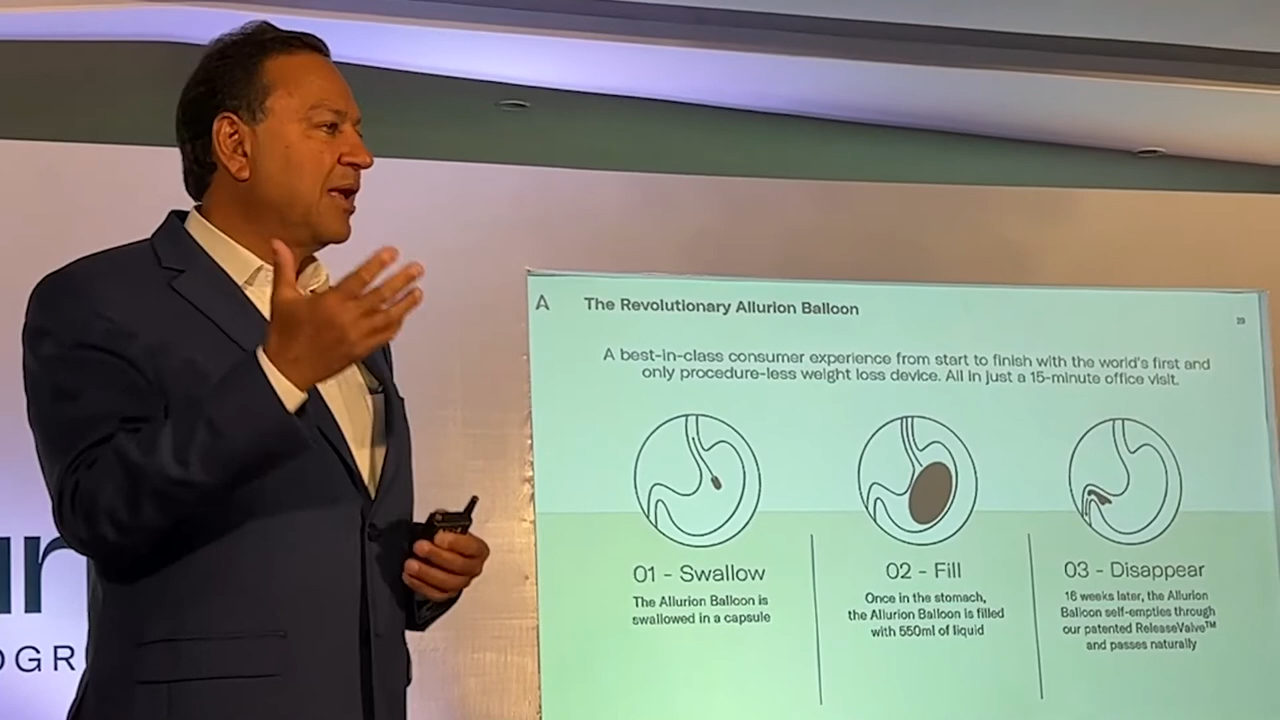 A
The Revolutionary Allurion Balloon
29
A best-in-class consumer experience from start to finish with the world's first and
only procedure-less weight loss device. All in just a 15-minute office visit.
01 - Swallow
The Allurion Balloon is
swallowed in a capsule
02 - Fill
Once in the stomach,
the Allurion Balloon is filled
with 550ml of liquid
03 - Disappear
16 weeks later, the Allurion
Balloon self-empties through
our patented ReleaseValve™
and passes naturally
OGR